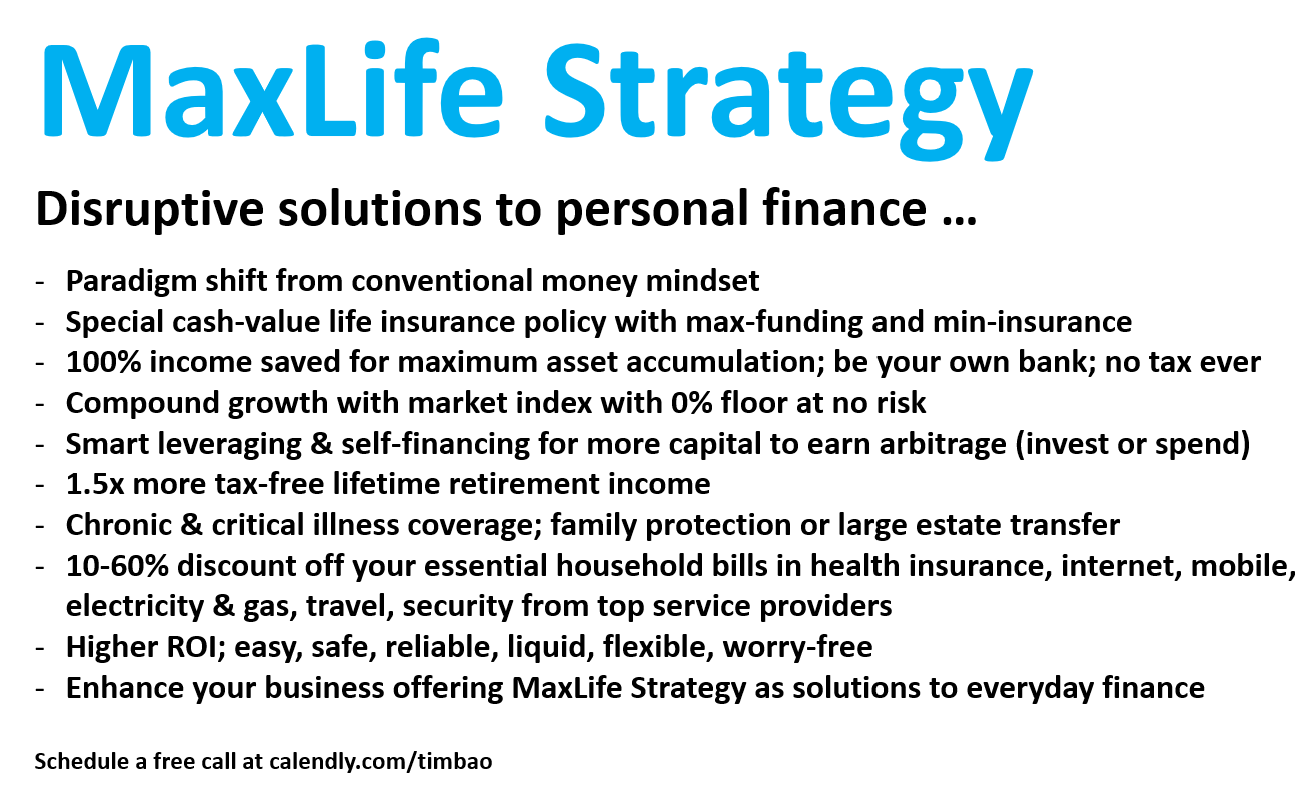 MaxLife Strategy
Disruptive solutions to personal finance ...
- Paradigm shift from conventional money mindset
- Special cash-value life insurance policy with max-funding and min-insurance
- 100% income saved for maximum asset accumulation; be your own bank; no tax ever
- Compound growth with market index with 0% floor at no risk
- Smart leveraging & self-financing for more capital to earn arbitrage (invest or spend)
- 1.5x more tax-free lifetime retirement income
- Chronic & critical illness coverage; family protection or large estate transfer
- 10-60% discount off your essential household bills in health insurance, internet, mobile,
electricity & gas, travel, security from top service providers
- Higher ROI; easy, safe, reliable, liquid, flexible, worry-free
- Enhance your business offering MaxLife Strategy as solutions to everyday finance
Schedule a free call at calendly.com/timbao